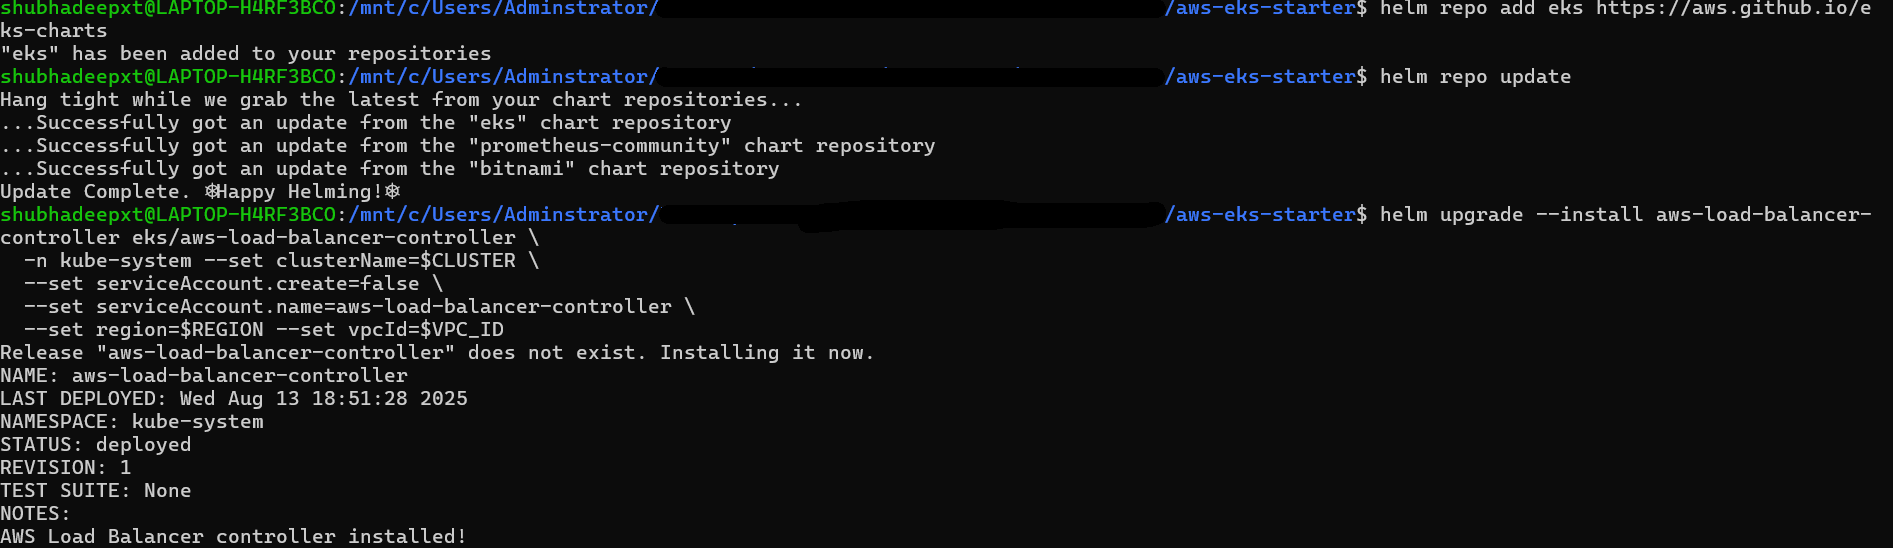 shubhadeepxt@LAPTOP-H4RF3BCO:/mnt/c/Users/Adminstrator/ /aws-eks-starter$ helm repo add eks https://aws.github.io/e
ks-charts
"eks" has been added to your repositories
shubhadeepxt@LAPTOP-H4RF3BCO:/mnt/c/Users/Adminstrator/ /aws-eks-starter$ helm repo update
Hang tight while we grab the latest from your chart repositories...
...Successfully got an update from the "eks" chart repository
...Successfully got an update from the "prometheus-community" chart repository
...Successfully got an update from the "bitnami" chart repository
Update Complete. ⎈Happy Helming!⎈
shubhadeepxt@LAPTOP-H4RF3BCO:/mnt/c/Users/Adminstrator/ /aws-eks-starter$ helm upgrade --install aws-load-balancer-
controller eks/aws-load-balancer-controller \
  -n kube-system --set clusterName=$CLUSTER \
  --set serviceAccount.create=false \
  --set serviceAccount.name=aws-load-balancer-controller \
  --set region=$REGION --set vpcId=$VPC_ID
Release "aws-load-balancer-controller" does not exist. Installing it now.
NAME: aws-load-balancer-controller
LAST DEPLOYED: Wed Aug 13 18:51:28 2025
NAMESPACE: kube-system
STATUS: deployed
REVISION: 1
TEST SUITE: None
NOTES:
AWS Load Balancer controller installed!